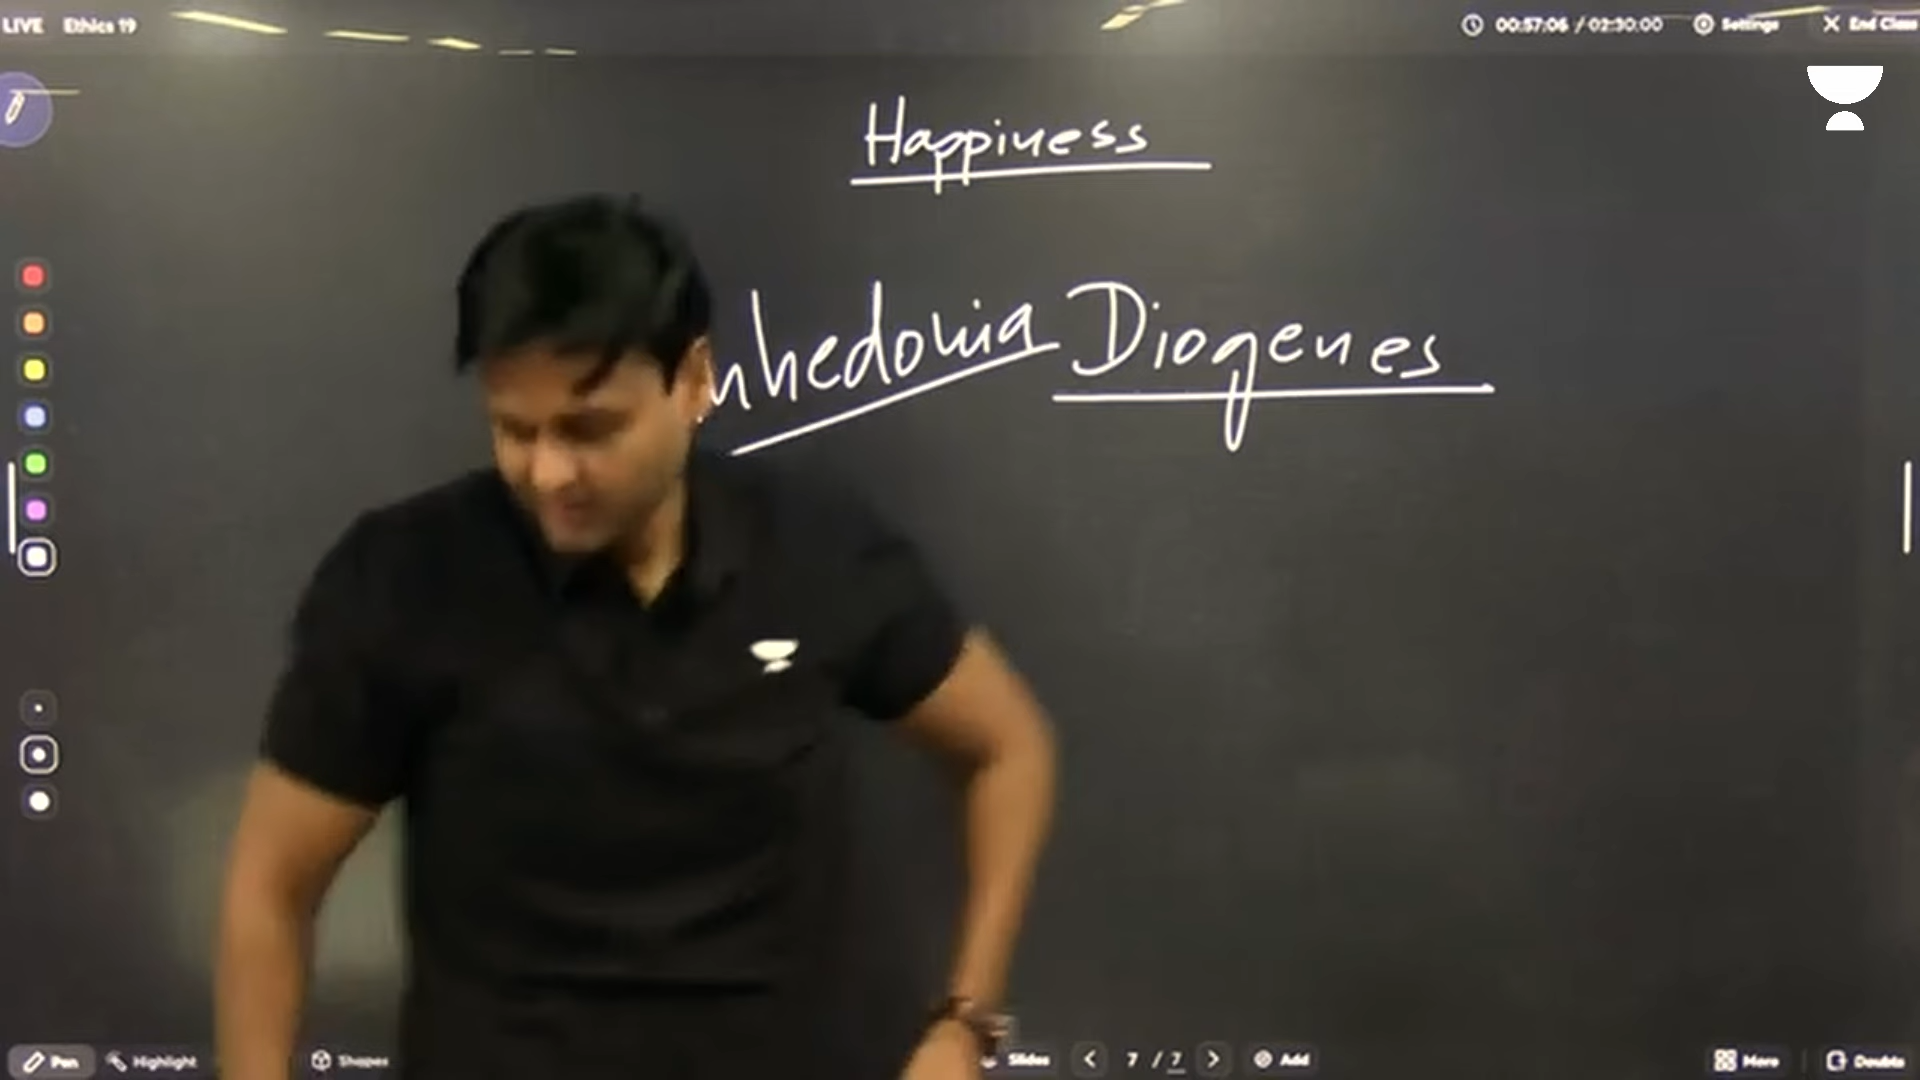 LIVE Ethics 19 00:57:06 / 02:30:00 Settings End Class
Happiness
nhedonia Diogenes
Pen Highlight Shapes Slides 7 / 7 Add More Doubts